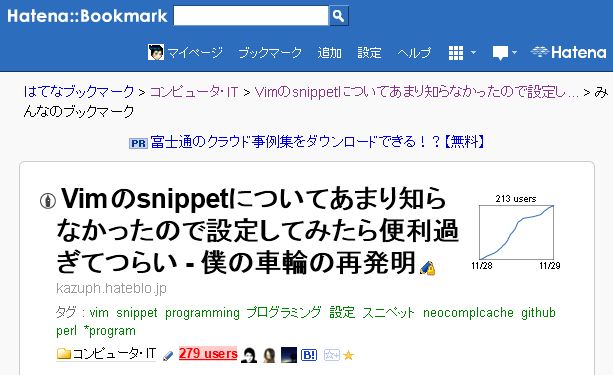 Hatena::Bookmark
マイページ ブックマーク 追加 設定 ヘルプ Hatena
はてなブックマーク > コンピュータ・IT > Vimのsnippetについてあまり知らなかったので設定し... > み
んなのブックマーク
PR 富士通のクラウド事例集をダウンロードできる！？【無料】
Vimのsnippetについてあまり知ら
なかったので設定してみたら便利過
ぎてつらい - 僕の車輪の再発明
213 users
11/28 11/29
kazuph.hateblo.jp
タグ : vim snippet programming プログラミング 設定 スニペット neocomplcache github
perl *program
コンピュータ・IT 279 users B!